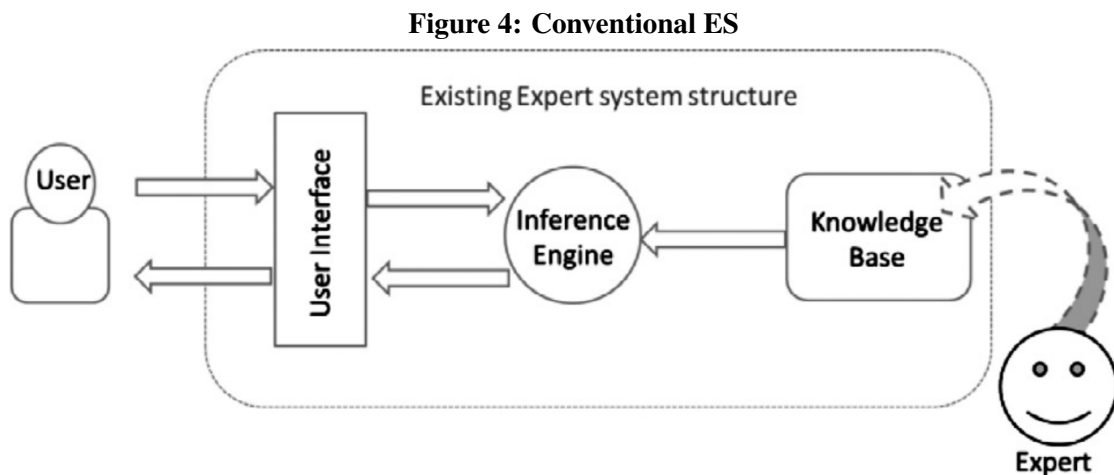 Figure 4: Conventional ES
Existing Expert system structure
User
User Interface
Inference
Engine
Knowledge
Base
Expert